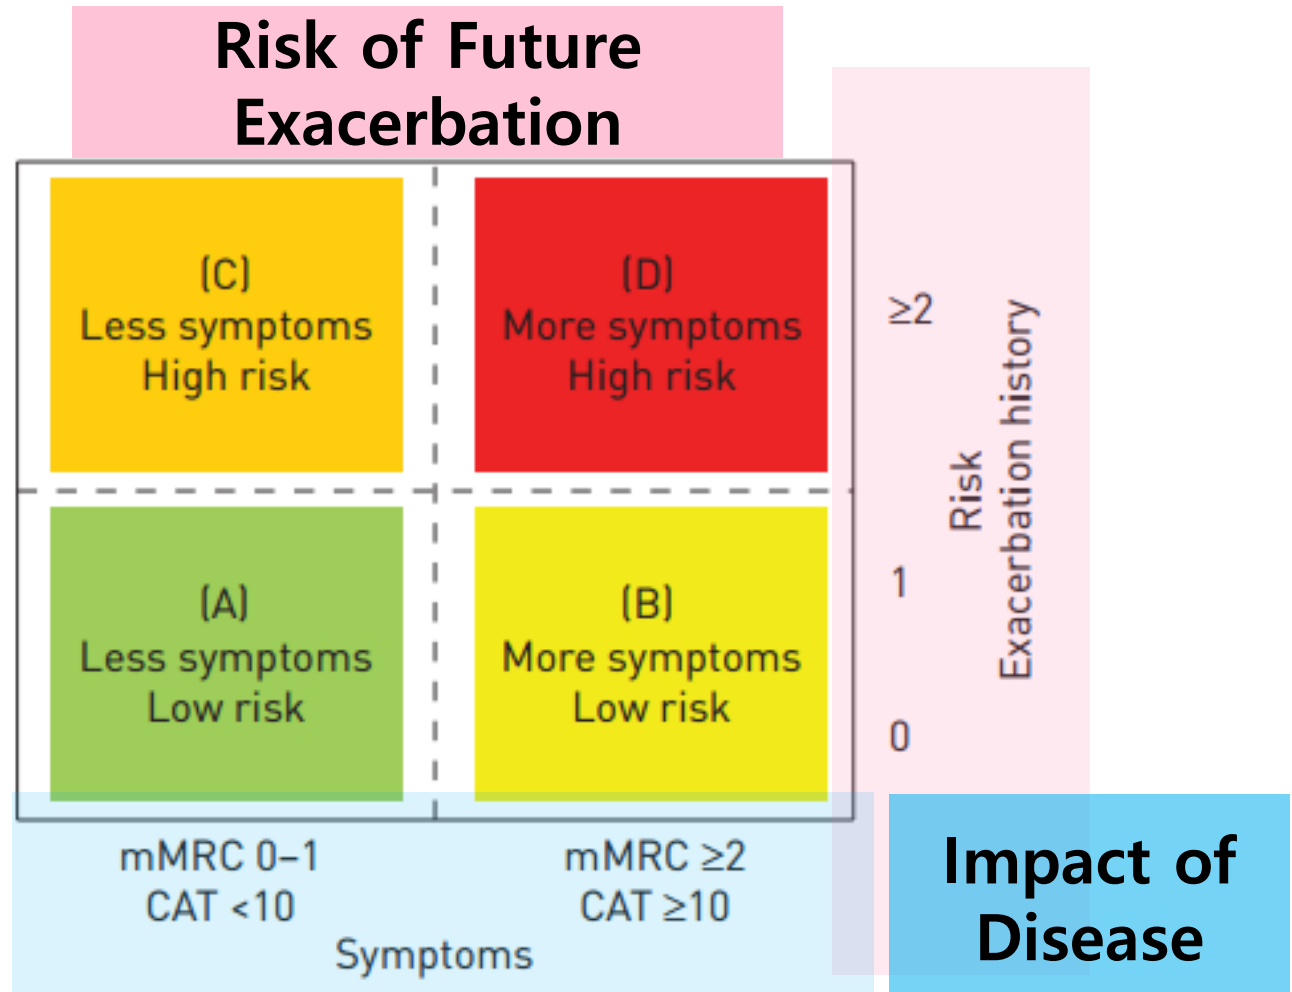 Risk of Future
Exacerbation
(C)
Less symptoms
High risk
(D)
More symptoms
High risk
(A)
Less symptoms
Low risk
(B)
More symptoms
Low risk
≥2
1
0
Risk
Exacerbation history
mMRC 0–1
CAT <10
mMRC ≥2
CAT ≥10
Symptoms
Impact of
Disease